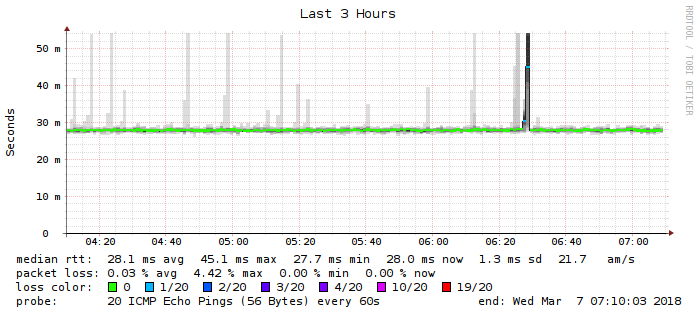 Last 3 Hours
RRDTOOL / TOBI OETIKER
Seconds
50 m
40 m
30 m
20 m
10 m
0
04:20 04:40 05:00 05:20 05:40 06:00 06:20 06:40 07:00
median rtt: 28.1 ms avg 45.1 ms max 27.7 ms min 28.0 ms now 1.3 ms sd 21.7 am/s
packet loss: 0.03 % avg 4.42 % max 0.00 % min 0.00 % now
loss color: 0 1/20 2/20 3/20 4/20 10/20 19/20
probe: 20 ICMP Echo Pings (56 Bytes) every 60s end: Wed Mar 7 07:10:03 2018